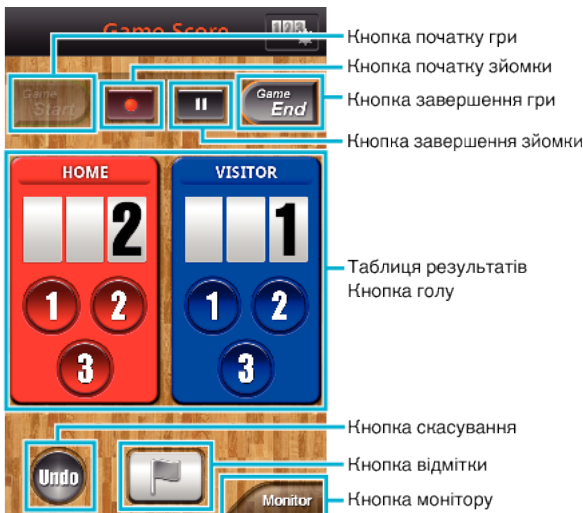 Game Score
123
Кнопка початку гри
Кнопка початку зйомки
Game
Start
Game
End
Кнопка завершення гри
Кнопка завершення зйомки
HOME
VISITOR
2
1
1 2
1 2
3
3
Таблиця результатів
Кнопка голу
Кнопка скасування
Undo
Кнопка відмітки
Monitor
Кнопка монітору